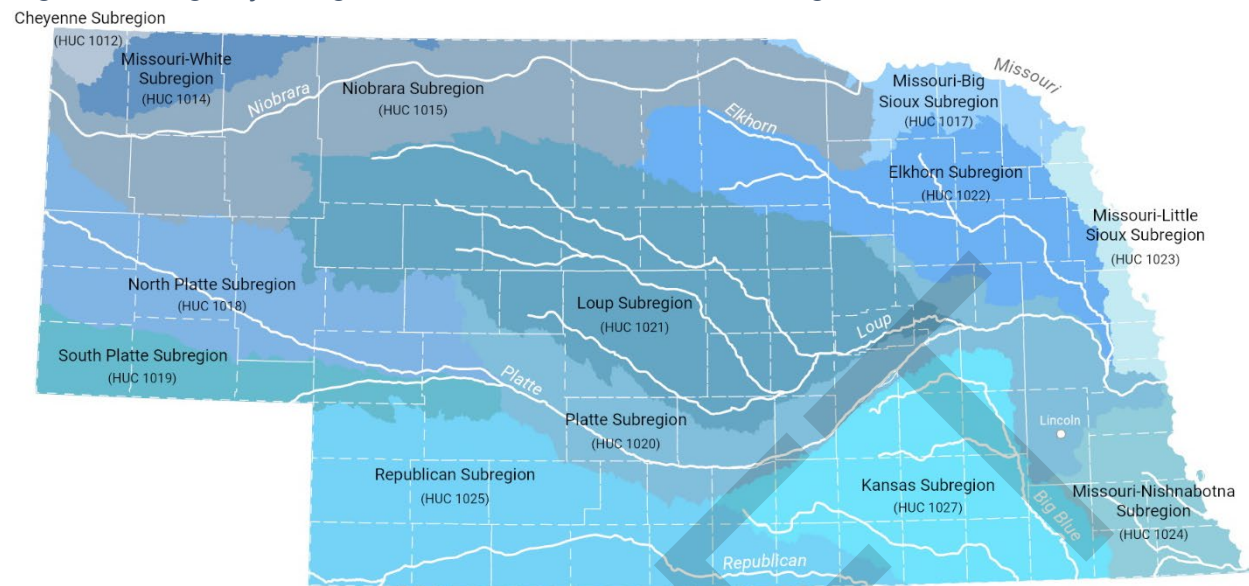 Cheyenne Subregion
(HUC 1012)
Missouri-White
Subregion
(HUC 1014)
Niobrara
Niobrara Subregion
(HUC 1015)
Missouri-Big
Sioux Subregion
(HUC 1017)
Missouri
Elkhorn
Elkhorn Subregion
(HUC 1022)
Missouri-Little
Sioux Subregion
(HUC 1023)
North Platte Subregion
(HUC 1018)
Loup Subregion
(HUC 1021)
Loup
South Platte Subregion
(HUC 1019)
Platte
Platte Subregion
(HUC 1020)
Lincoln
Republican Subregion
(HUC 1025)
Kansas Subregion
(HUC 1027)
Big Blue
Missouri-Nishnabotna
Subregion
(HUC 1024)
Republican